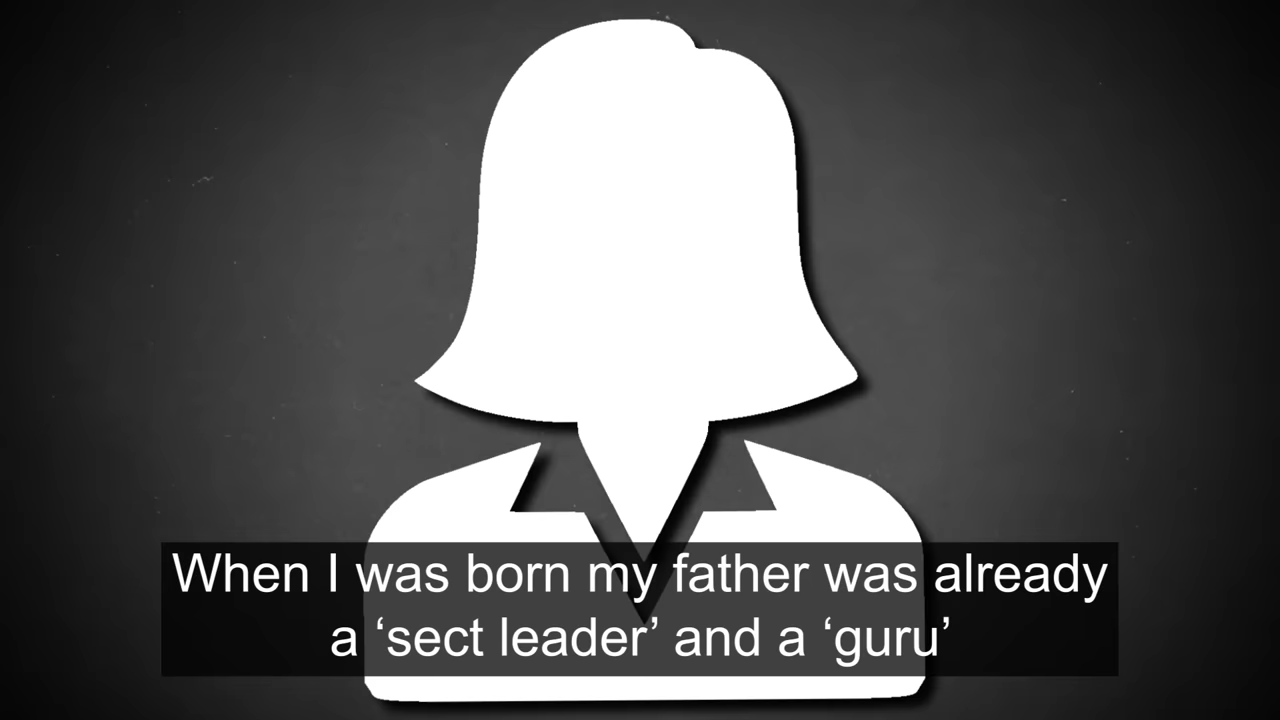 When I was born my father was already
a ‘sect leader’ and a ‘guru’